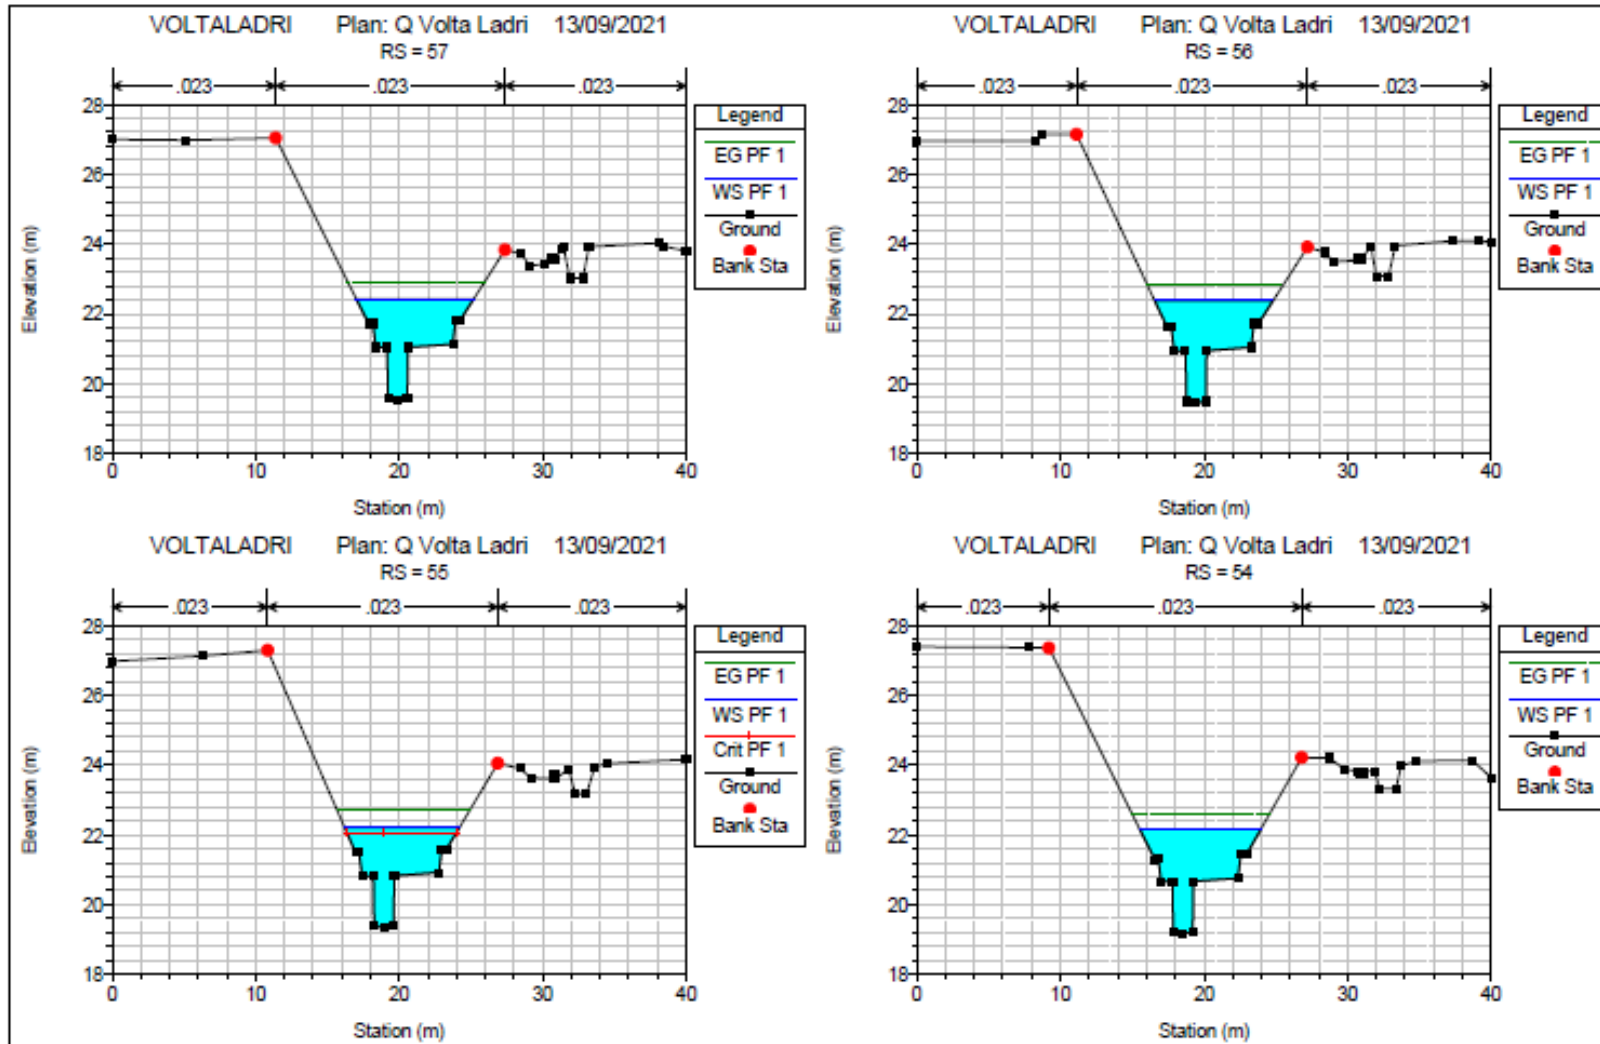 VOLTALADRI Plan: Q Volta Ladri 13/09/2021
RS = 57
.023 .023 .023
28
26
24
22
20
18
0 10 20 30 40
Elevation (m)
Station (m)
Legend
EG PF 1
WS PF 1
Ground
Bank Sta
VOLTALADRI Plan: Q Volta Ladri 13/09/2021
RS = 56
.023 .023 .023
28
26
24
22
20
18
0 10 20 30 40
Elevation (m)
Station (m)
Legend
EG PF 1
WS PF 1
Ground
Bank Sta
VOLTALADRI Plan: Q Volta Ladri 13/09/2021
RS = 55
.023 .023 .023
28
26
24
22
20
18
0 10 20 30 40
Elevation (m)
Station (m)
Legend
EG PF 1
WS PF 1
Crit PF 1
Ground
Bank Sta
VOLTALADRI Plan: Q Volta Ladri 13/09/2021
RS = 54
.023 .023 .023
28
26
24
22
20
18
0 10 20 30 40
Elevation (m)
Station (m)
Legend
EG PF 1
WS PF 1
Ground
Bank Sta